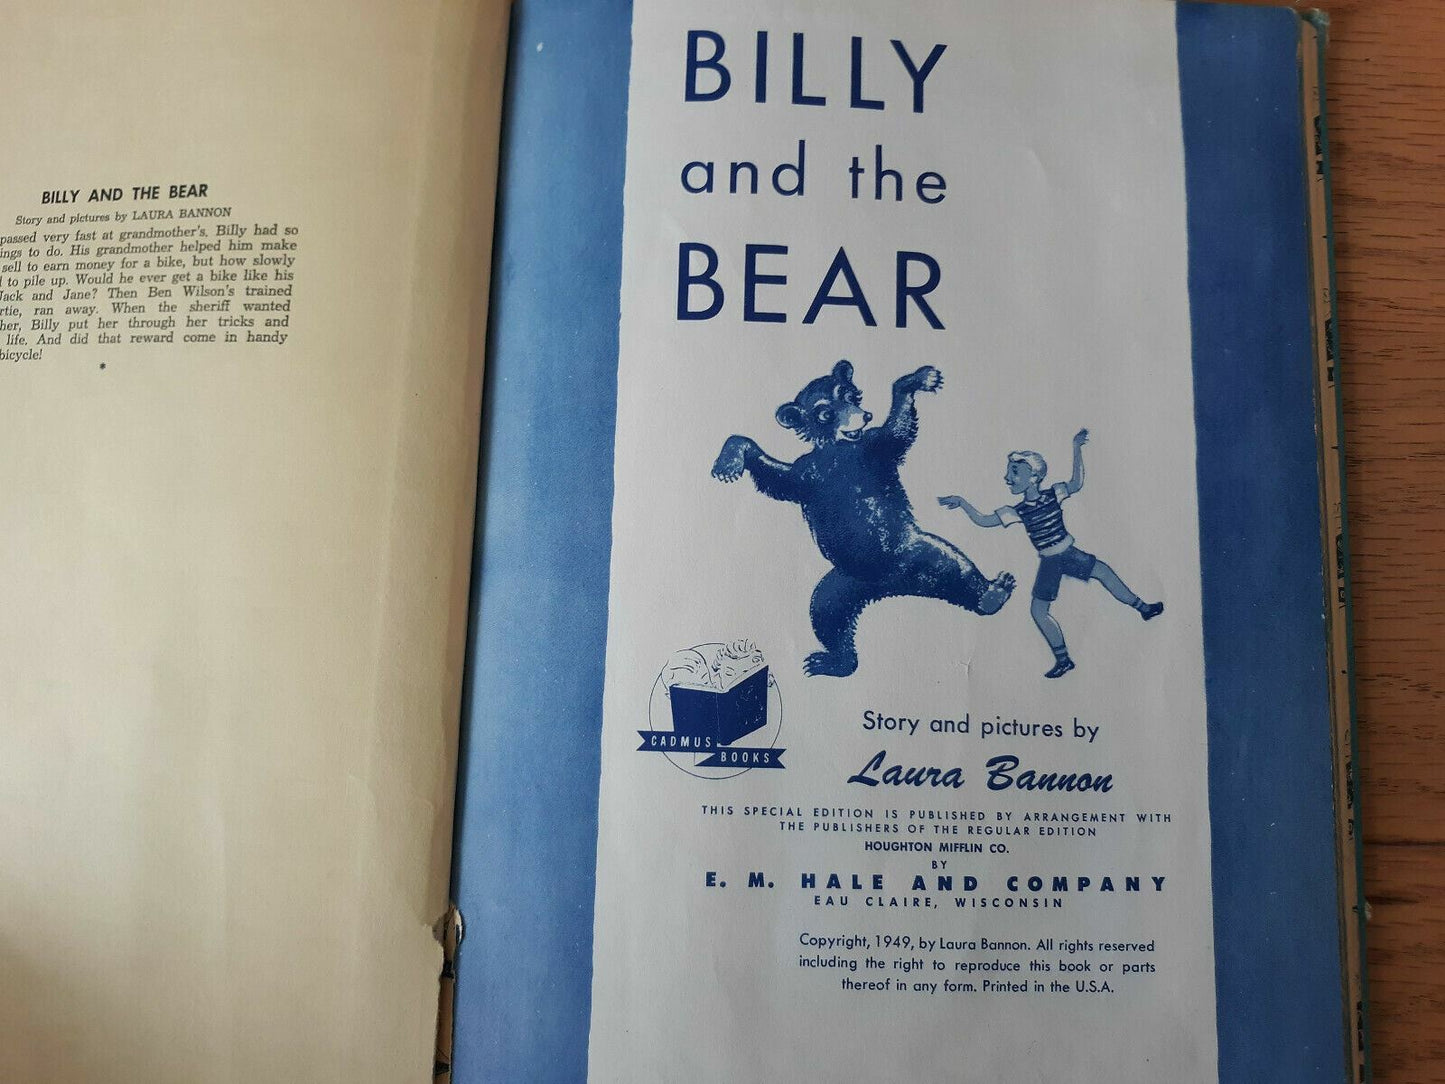 BILLY AND THE BEAR
Story and pictures by LAURA BANNON
passed very fast at grandmother's. Billy had so
ings to do. His grandmother helped him make
sell to earn money for a bike, but how slowly
to pile up. Would he ever get a bike like his
Jack and Jane? Then Ben Wilson's trained
rtie, ran away. When the sheriff wanted
her, Billy put her through her tricks and
life. And did that reward come in handy
bicycle!
*
BILLY
and the
BEAR
CADMUS
BOOKS
Story and pictures by
Laura Bannon
THIS SPECIAL EDITION IS PUBLISHED BY ARRANGEMENT WITH
THE PUBLISHERS OF THE REGULAR EDITION
HOUGHTON MIFFLIN CO.
BY
E. M. HALE AND COMPANY
EAU CLAIRE, WISCONSIN
Copyright, 1949, by Laura Bannon. All rights reserved
including the right to reproduce this book or parts
thereof in any form. Printed in the U.S.A.